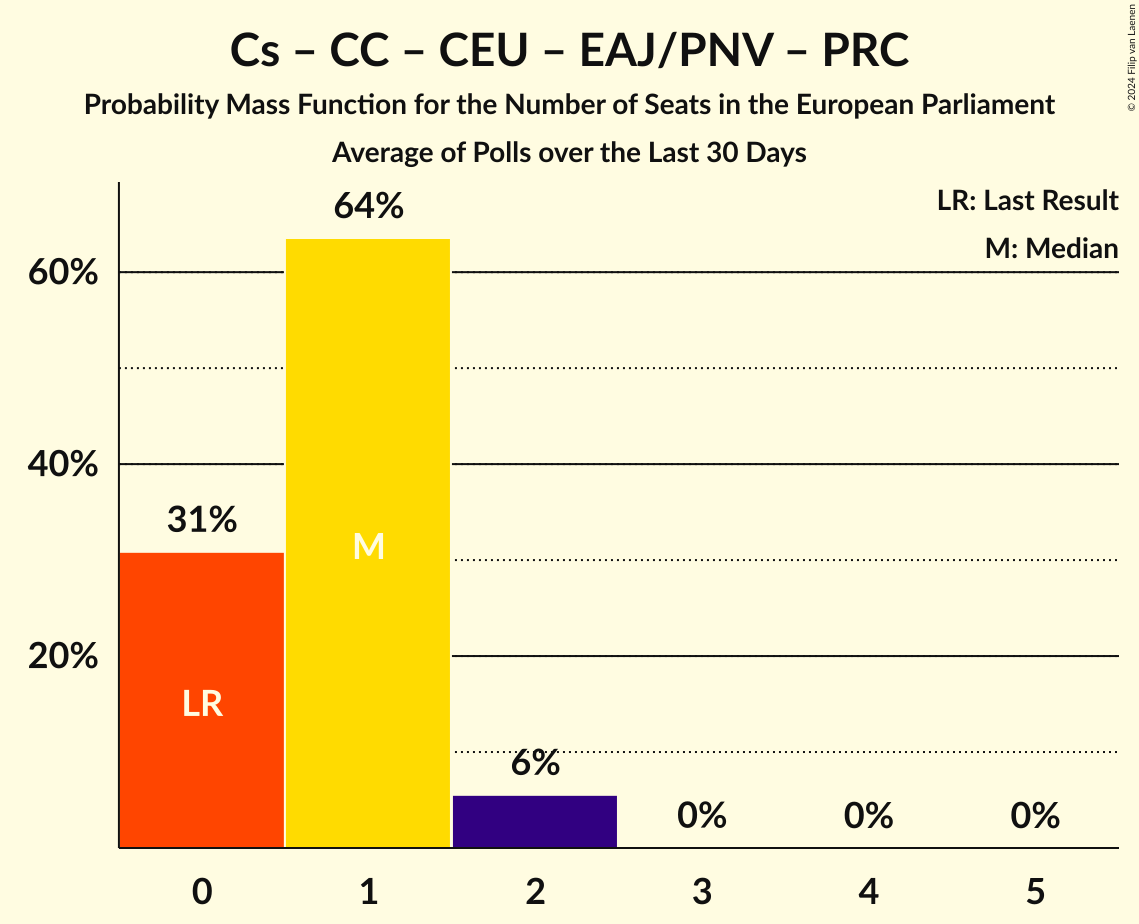 Cs – CC – CEU – EAJ/PNV – PRC
Probability Mass Function for the Number of Seats in the European Parliament
Average of Polls over the Last 30 Days
© 2024 Filip van Laenen
LR: Last Result
M: Median
64%
60%
40%
31%
M
20%
LR
6%
0%
0%
0%
0
1
2
3
4
5